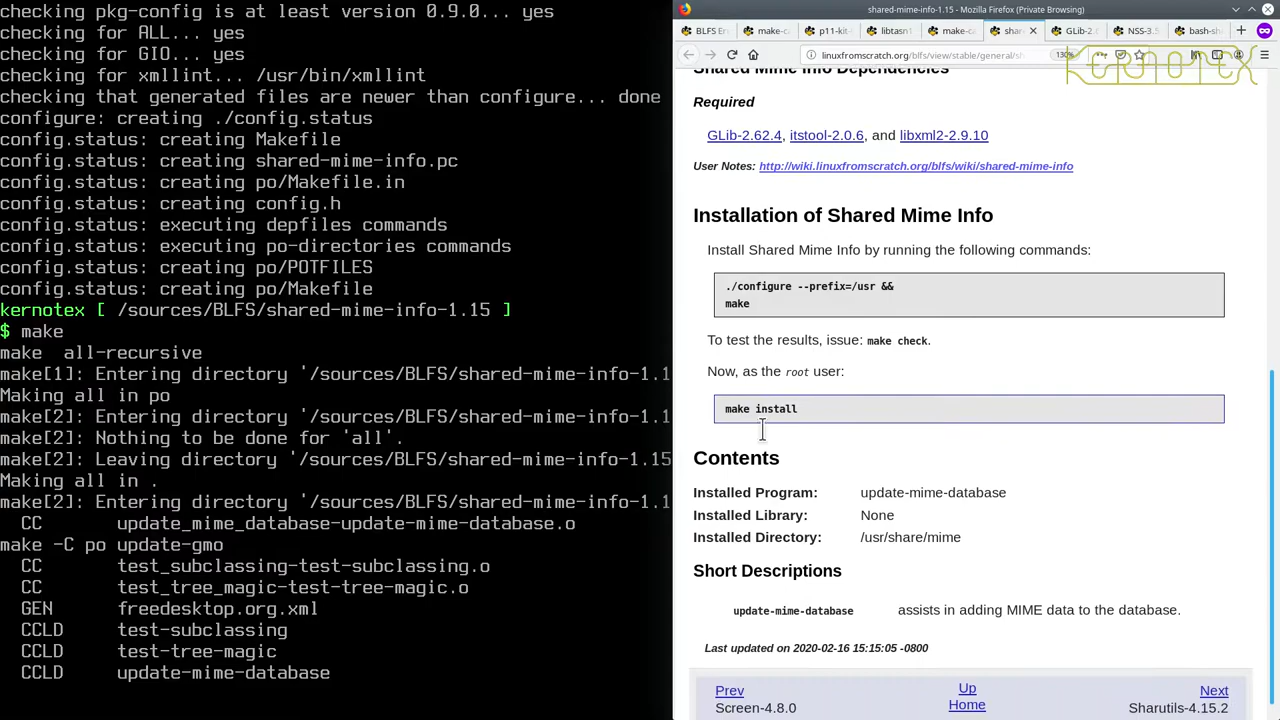 checking pkg-config is at least version 0.9.0... yes
checking for ALL... yes
checking for GIO... yes
checking for xmllint... /usr/bin/xmllint
checking that generated files are newer than configure... done
configure: creating ./config.status
config.status: creating Makefile
config.status: creating shared-mime-info.pc
config.status: creating po/Makefile.in
config.status: creating config.h
config.status: executing depfiles commands
config.status: executing po-directories commands
config.status: creating po/POTFILES
config.status: creating po/Makefile
kernotex [ /sources/BLFS/shared-mime-info-1.15 ]
$ make
make  all-recursive
make[1]: Entering directory '/sources/BLFS/shared-mime-info-1.1
Making all in po
make[2]: Entering directory '/sources/BLFS/shared-mime-info-1.1
make[2]: Nothing to be done for 'all'.
make[2]: Leaving directory '/sources/BLFS/shared-mime-info-1.15
Making all in .
make[2]: Entering directory '/sources/BLFS/shared-mime-info-1.1
  CC       update_mime_database-update-mime-database.o
make -C po update-gmo
  CC       test_subclassing-test-subclassing.o
  CC       test_tree_magic-test-tree-magic.o
  GEN      freedesktop.org.xml
  CCLD     test-subclassing
  CCLD     test-tree-magic
  CCLD     update-mime-database
shared-mime-info-1.15 - Mozilla Firefox (Private Browsing)
BLFS Er make-c p11-kit- libtasn1 make-ca share GLib-2.6 NSS-3.5 bash-sh
linuxfromscratch.org/blfs/view/stable/general/sh 130%
KERNOTEX
Shared Mime Info Dependencies
Required
GLib-2.62.4, itstool-2.0.6, and libxml2-2.9.10
User Notes: http://wiki.linuxfromscratch.org/blfs/wiki/shared-mime-info
Installation of Shared Mime Info
Install Shared Mime Info by running the following commands:
./configure --prefix=/usr &&
make
To test the results, issue: make check.
Now, as the root user:
make install
Contents
Installed Program: update-mime-database
Installed Library: None
Installed Directory: /usr/share/mime
Short Descriptions
update-mime-database assists in adding MIME data to the database.
Last updated on 2020-02-16 15:15:05 -0800
Prev Up Next
Screen-4.8.0 Home Sharutils-4.15.2